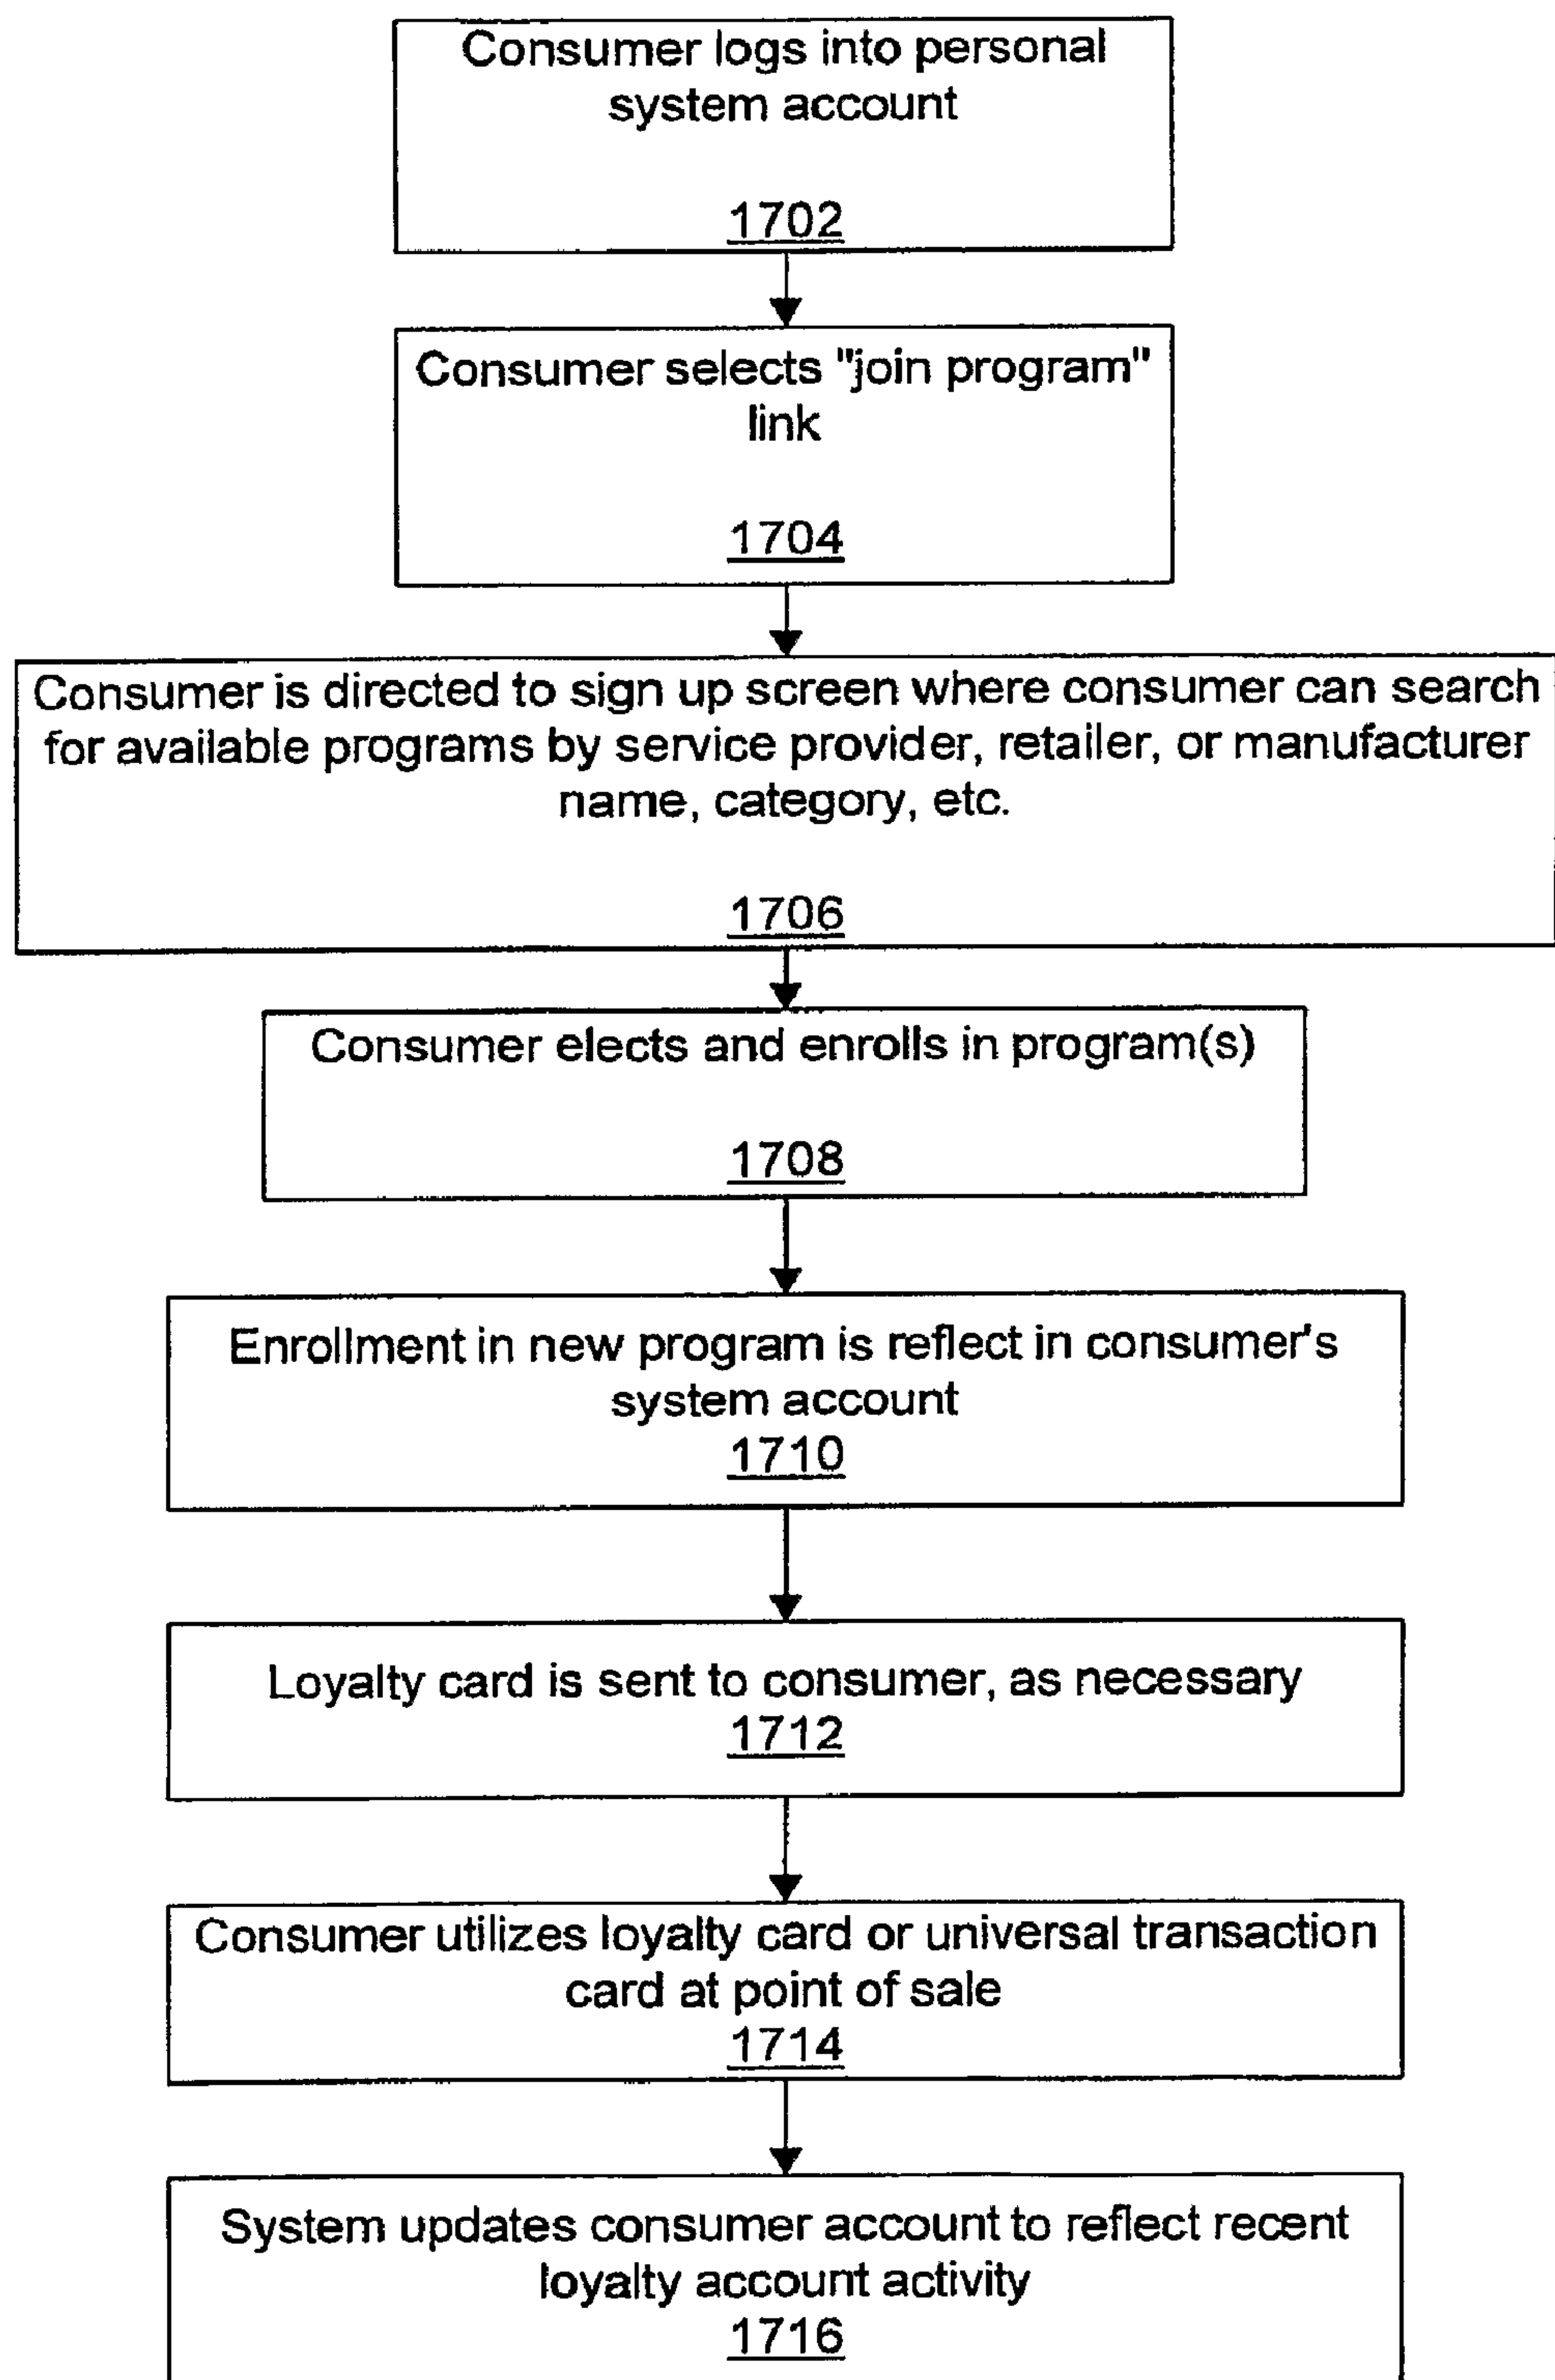 Consumer logs into personal
system account
1702
Consumer selects "join program"
link
1704
Consumer is directed to sign up screen where consumer can search
for available programs by service provider, retailer, or manufacturer
name, category, etc.
1706
Consumer elects and enrolls in program(s)
1708
Enrollment in new program is reflect in consumer's
system account
1710
Loyalty card is sent to consumer, as necessary
1712
Consumer utilizes loyalty card or universal transaction
card at point of sale
1714
System updates consumer account to reflect recent
loyalty account activity
1716